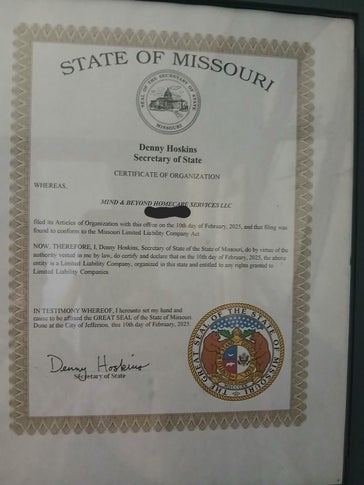 STATE OF MISSOURI
SEAL OF THE SECRETARY OF STATE
MISSOURI
Denny Hoskins
Secretary of State
CERTIFICATE OF ORGANIZATION
WHEREAS,
MIND & BEYOND HOMECARE SERVICES LLC
filed its Articles of Organization with this office on the 10th day of February, 2025, and that filing was
found to conform to the Missouri Limited Liability Company Act
NOW, THEREFORE, I, Denny Hoskins, Secretary of State of the State of Missouri, do by virtue of the
authority vested in me by law, do certify and declare that on the 10th day of February, 2025, the above
entity is a Limited Liability Company, organized in this state and entitled to any rights granted to
Limited Liability Companies.
IN TESTIMONY WHEREOF, I hereunto set my hand and
cause to be affixed the GREAT SEAL of the State of Missouri.
Done at the City of Jefferson, this 10th day of February, 2025.
Denny Hoskins
Secretary of State
THE GREAT SEAL OF THE STATE OF MISSOURI